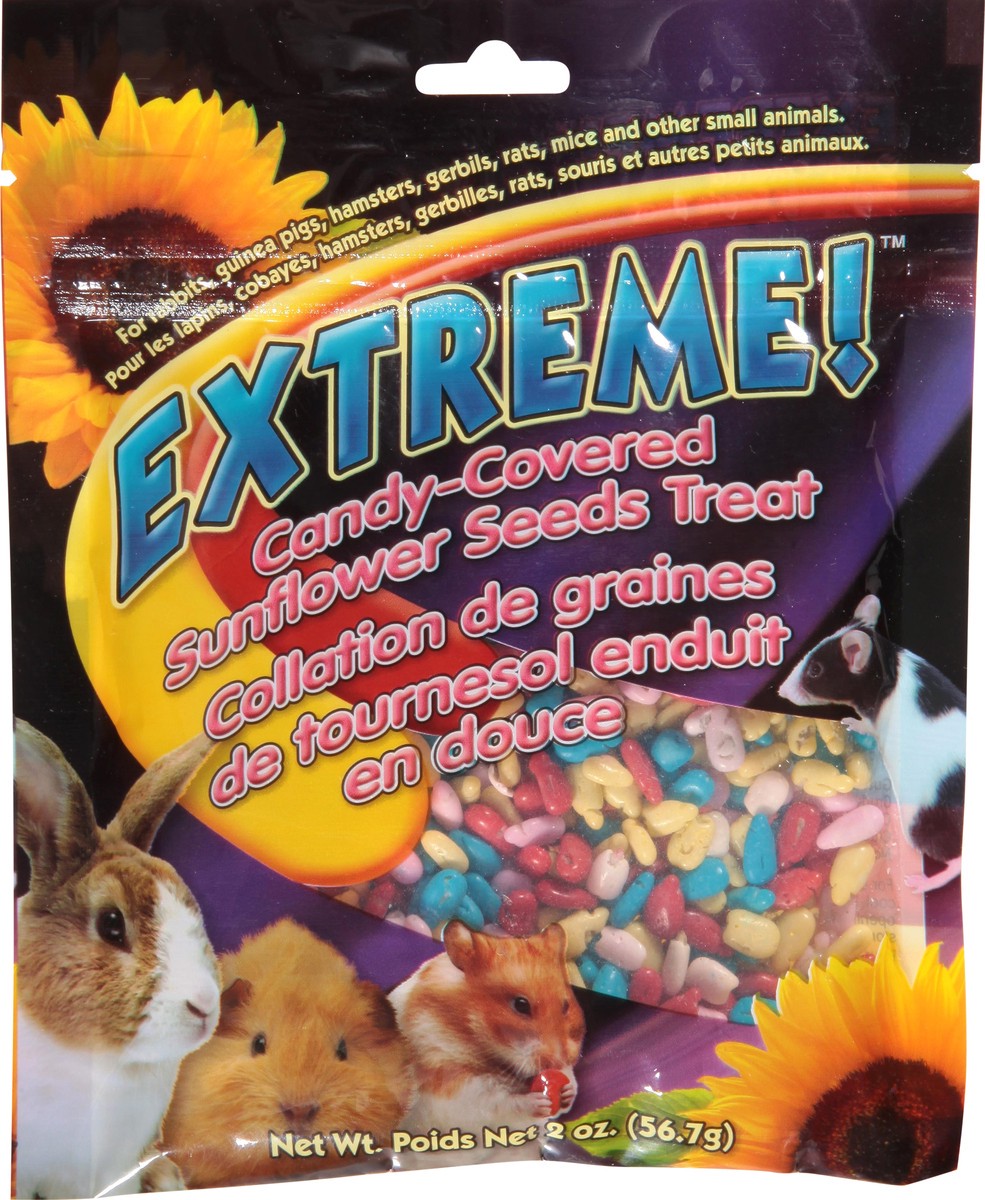 For rabbits, guinea pigs, hamsters, gerbils, rats, mice and other small animals.
Pour les lapins, cobayes, hamsters, gerbilles, rats, souris et autres petits animaux.
EXTREME!™
Candy-Covered
Sunflower Seeds Treat
Collation de graines
de tournesol enduit
en douce
Net Wt. Poids Net 2 oz. (56.7g)